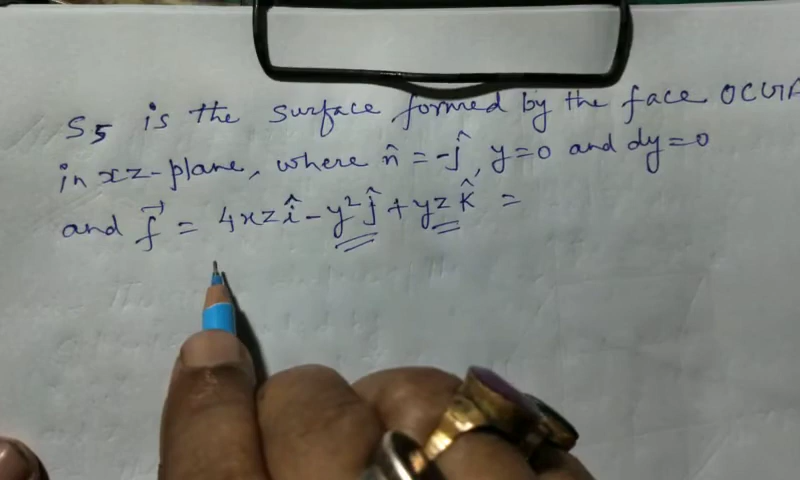 S5 is the surface formed by the face OCGA
in xz-plane, where n̂ = -ĵ, y=0 and dy=0
and f⃗ = 4xz î - y² ĵ + yz k̂ =